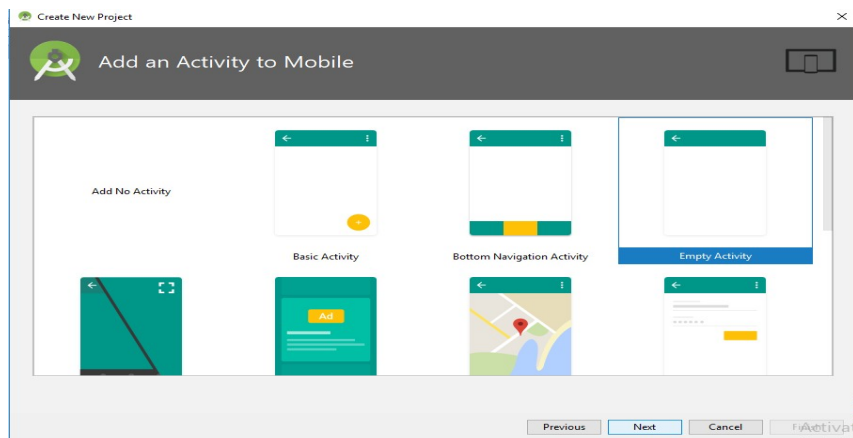 Create New Project
Add an Activity to Mobile
Add No Activity
Basic Activity
Bottom Navigation Activity
Empty Activity
Ad
Previous
Next
Cancel